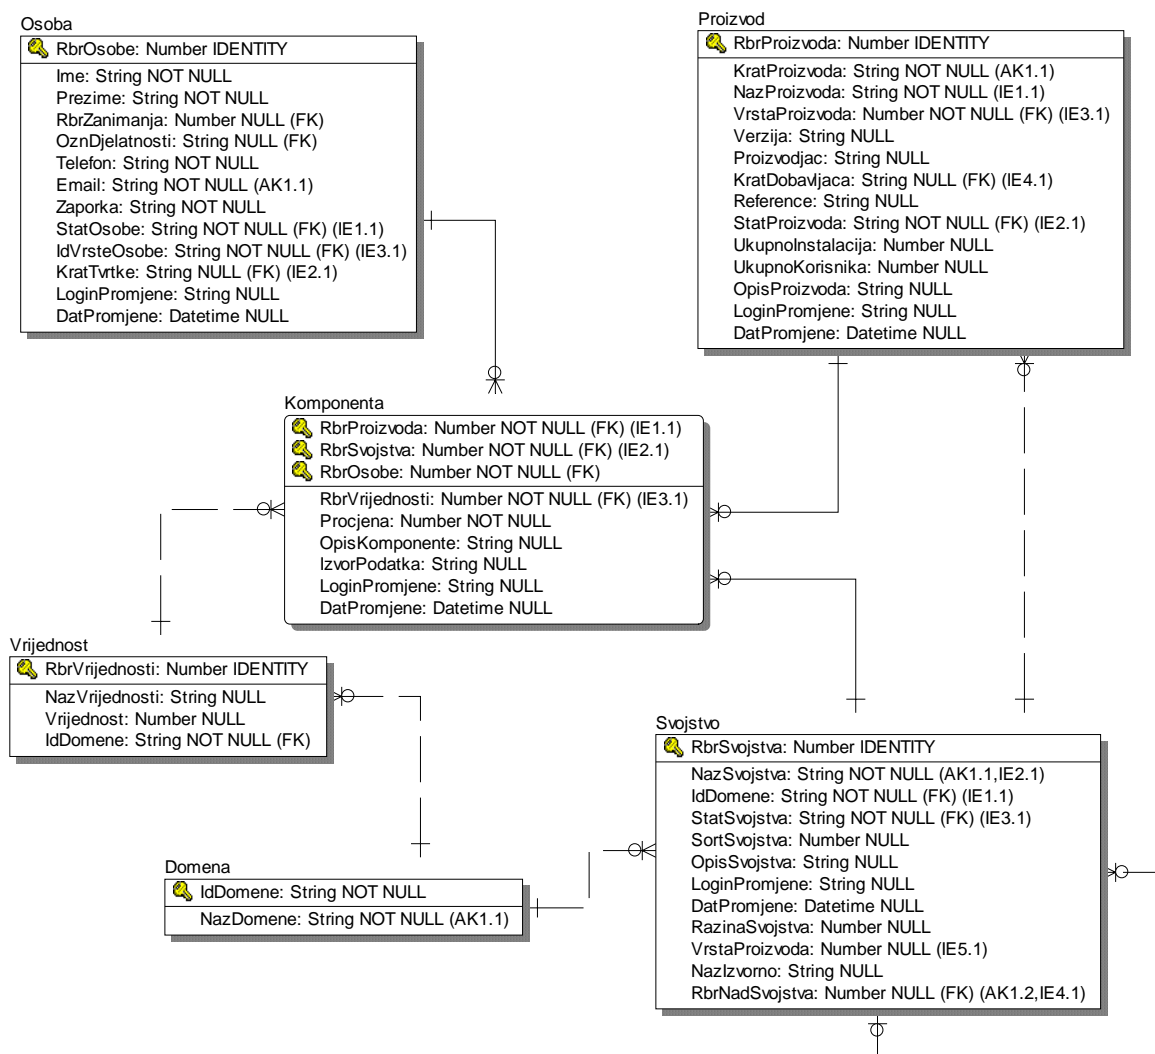 Osoba
RbrOsobe: Number IDENTITY
Ime: String NOT NULL
Prezime: String NOT NULL
RbrZanimanja: Number NULL (FK)
OznDjelatnosti: String NULL (FK)
Telefon: String NOT NULL
Email: String NOT NULL (AK1.1)
Zaporka: String NOT NULL
StatOsobe: String NOT NULL (FK) (IE1.1)
IdVrsteOsobe: String NOT NULL (FK) (IE3.1)
KratTvrtke: String NULL (FK) (IE2.1)
LoginPromjene: String NULL
DatPromjene: Datetime NULL
Proizvod
RbrProizvoda: Number IDENTITY
KratProizvoda: String NOT NULL (AK1.1)
NazProizvoda: String NOT NULL (IE1.1)
VrstaProizvoda: Number NOT NULL (FK) (IE3.1)
Verzija: String NULL
Proizvodjac: String NULL
KratDobavljaca: String NULL (FK) (IE4.1)
Reference: String NULL
StatProizvoda: String NOT NULL (FK) (IE2.1)
UkupnoInstalacija: Number NULL
UkupnoKorisnika: Number NULL
OpisProizvoda: String NULL
LoginPromjene: String NULL
DatPromjene: Datetime NULL
Komponenta
RbrProizvoda: Number NOT NULL (FK) (IE1.1)
RbrSvojstva: Number NOT NULL (FK) (IE2.1)
RbrOsobe: Number NOT NULL (FK)
RbrVrijednosti: Number NOT NULL (FK) (IE3.1)
Procjena: Number NOT NULL
OpisKomponente: String NULL
IzvorPodatka: String NULL
LoginPromjene: String NULL
DatPromjene: Datetime NULL
Vrijednost
RbrVrijednosti: Number IDENTITY
NazVrijednosti: String NULL
Vrijednost: Number NULL
IdDomene: String NOT NULL (FK)
Domena
IdDomene: String NOT NULL
NazDomene: String NOT NULL (AK1.1)
Svojstvo
RbrSvojstva: Number IDENTITY
NazSvojstva: String NOT NULL (AK1.1,IE2.1)
IdDomene: String NOT NULL (FK) (IE1.1)
StatSvojstva: String NOT NULL (FK) (IE3.1)
SortSvojstva: Number NULL
OpisSvojstva: String NULL
LoginPromjene: String NULL
DatPromjene: Datetime NULL
RazinaSvojstva: Number NULL
VrstaProizvoda: Number NULL (IE5.1)
NazIzvorno: String NULL
RbrNadSvojstva: Number NULL (FK) (AK1.2,IE4.1)